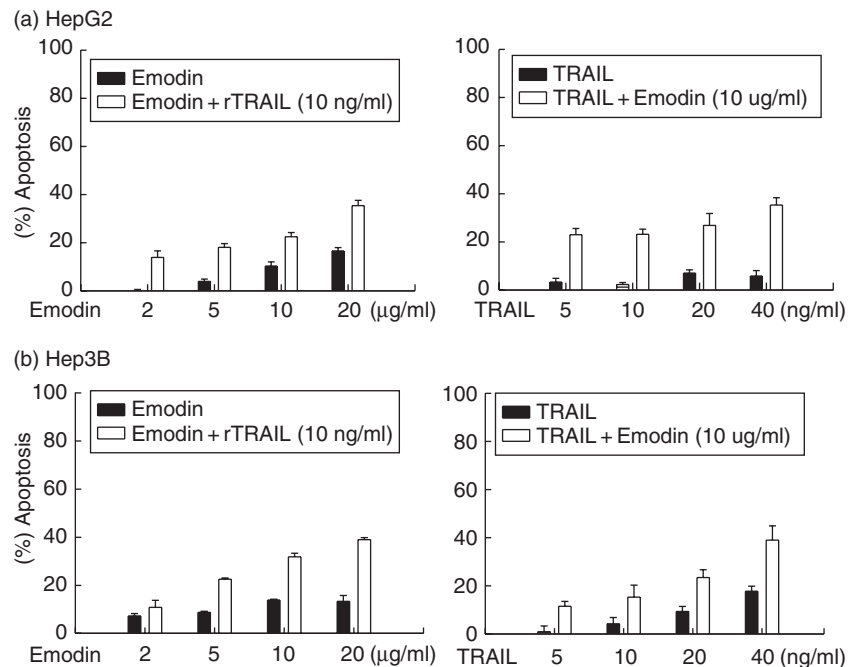 (a) HepG2
(%) Apoptosis
100
80
60
40
20
0
Emodin
Emodin + rTRAIL (10 ng/ml)
Emodin 2 5 10 20 (μg/ml)
100
80
60
40
20
0
TRAIL
TRAIL + Emodin (10 ug/ml)
TRAIL 5 10 20 40 (ng/ml)
(b) Hep3B
(%) Apoptosis
100
80
60
40
20
0
Emodin
Emodin + rTRAIL (10 ng/ml)
Emodin 2 5 10 20 (μg/ml)
100
80
60
40
20
0
TRAIL
TRAIL + Emodin (10 ug/ml)
TRAIL 5 10 20 40 (ng/ml)